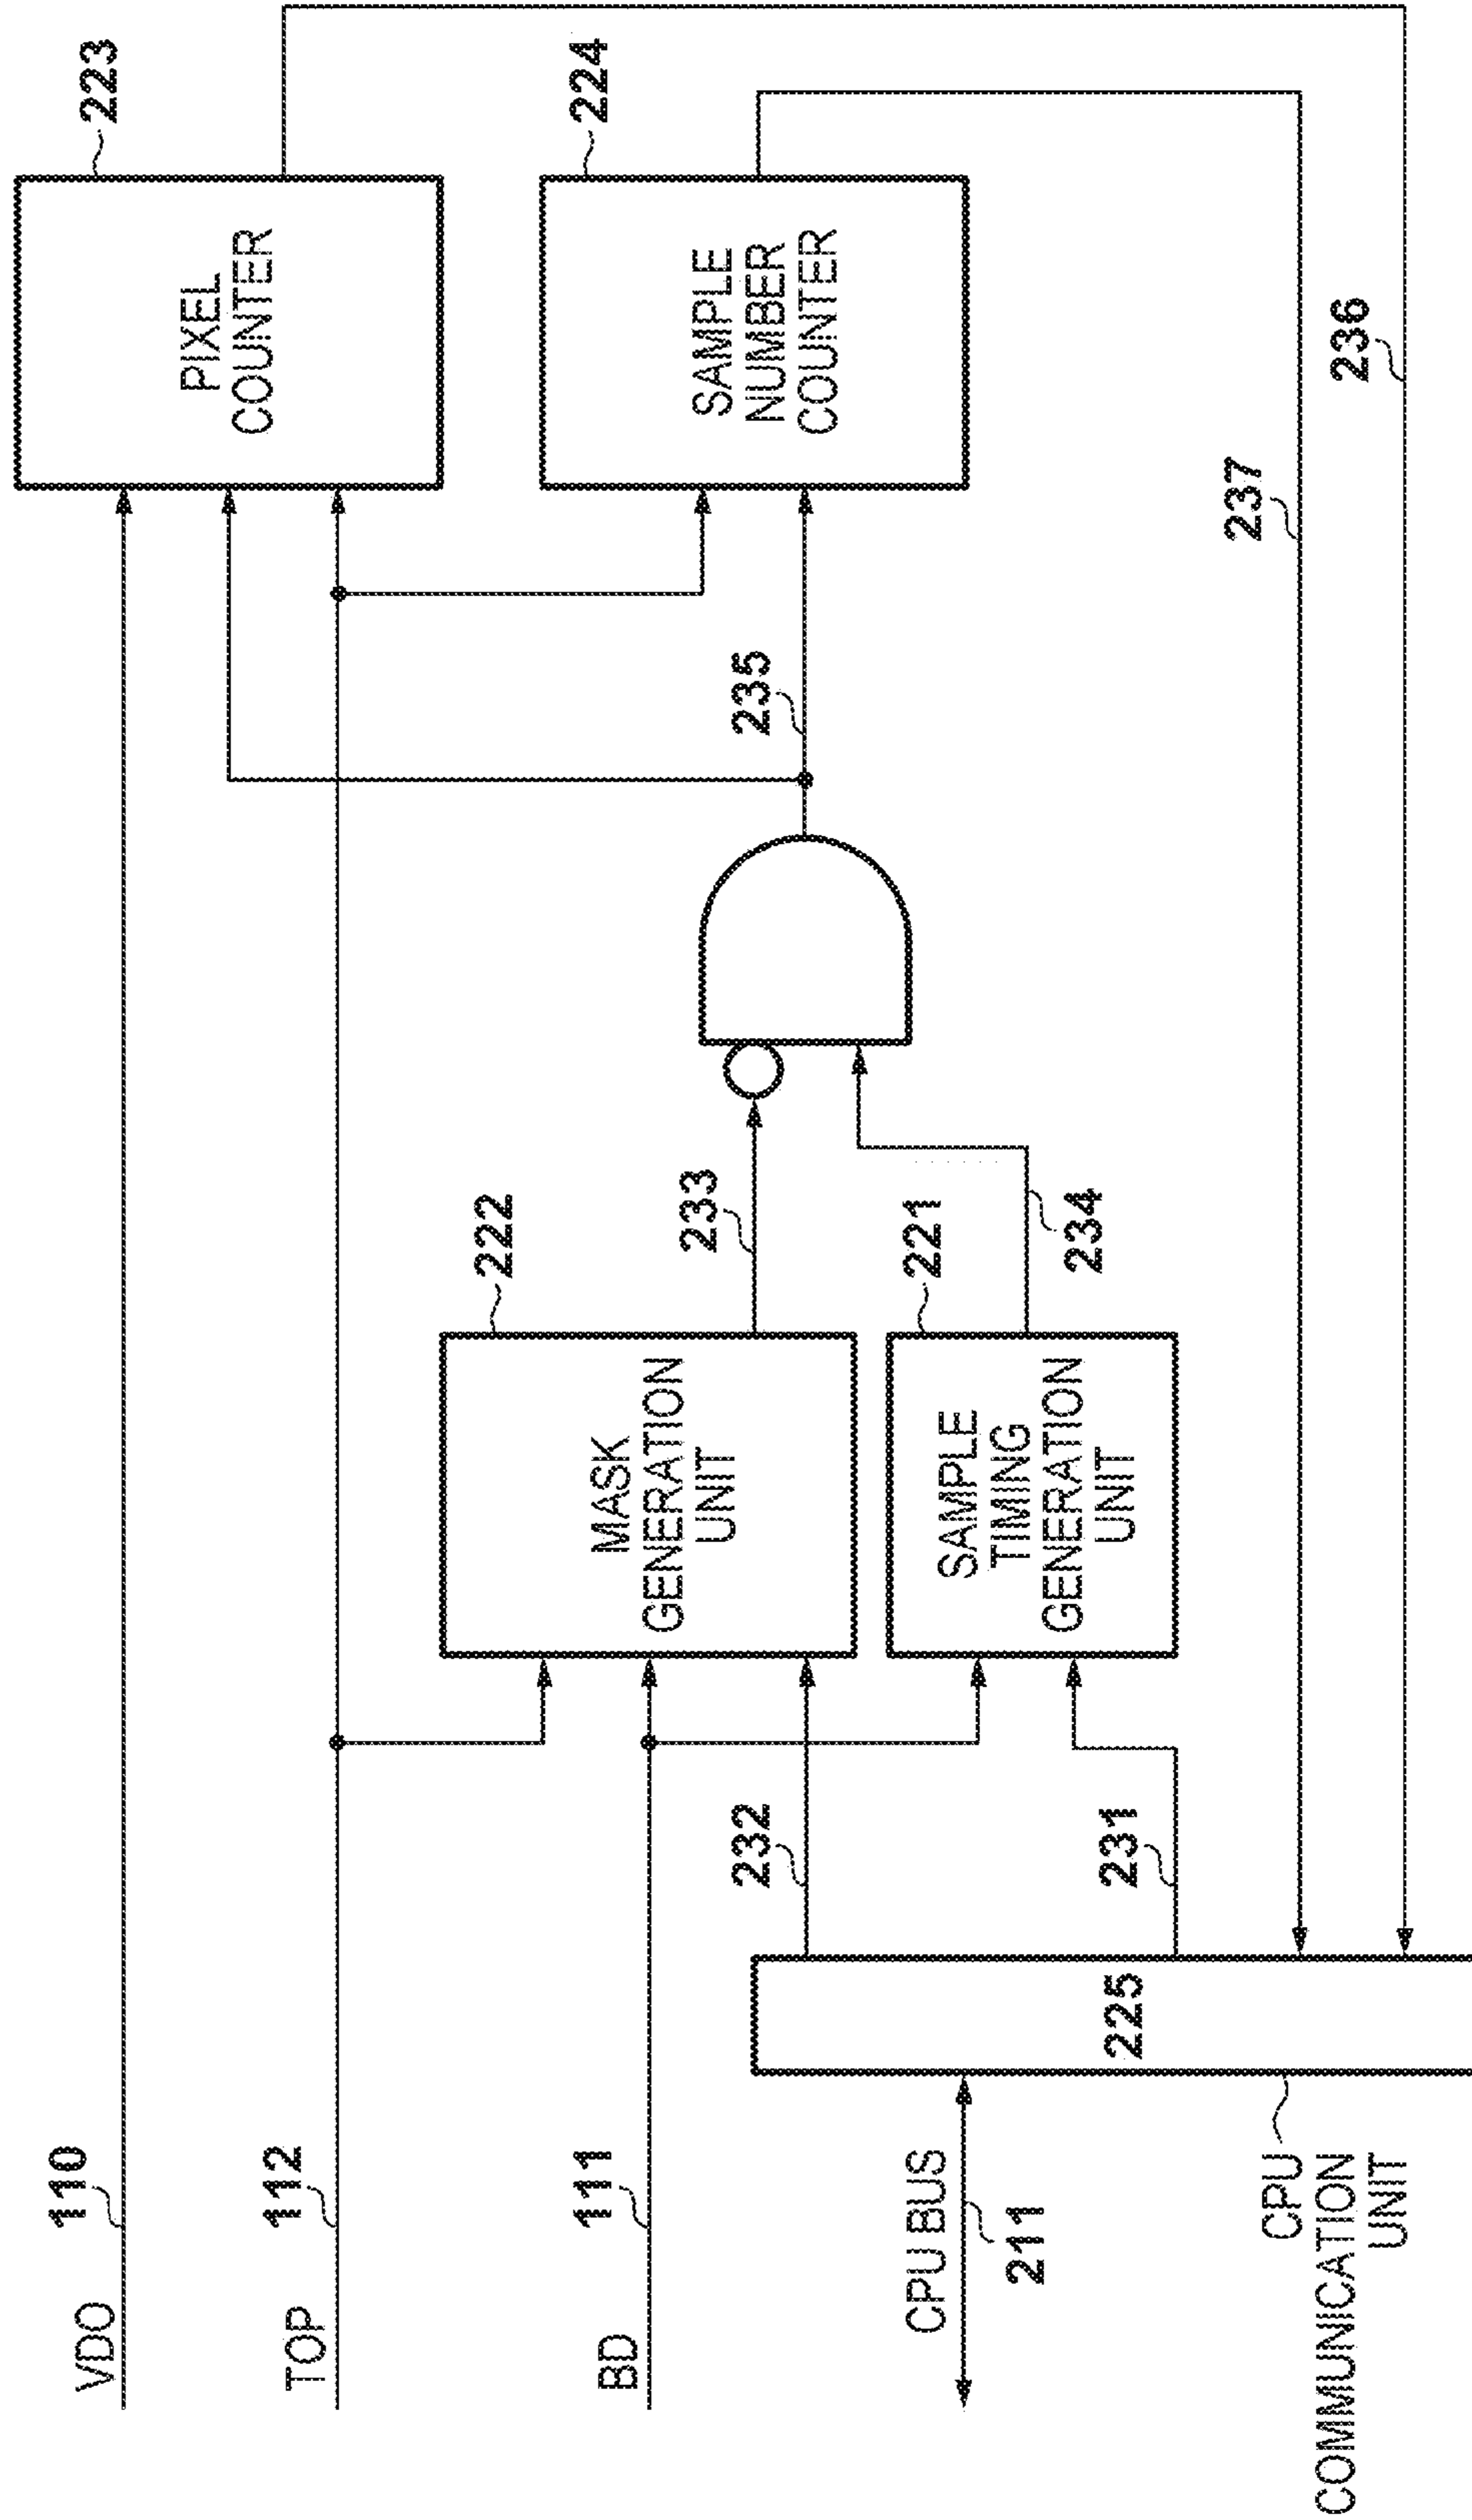 VDO
110
TOP
112
BD
111
CPU BUS
211
CPU
COMMUNICATION
UNIT
225
232
231
MASK
GENERATION
UNIT
222
SAMPLE
TIMING
GENERATION
UNIT
221
233
234
235
PIXEL
COUNTER
223
SAMPLE
NUMBER
COUNTER
224
237
236